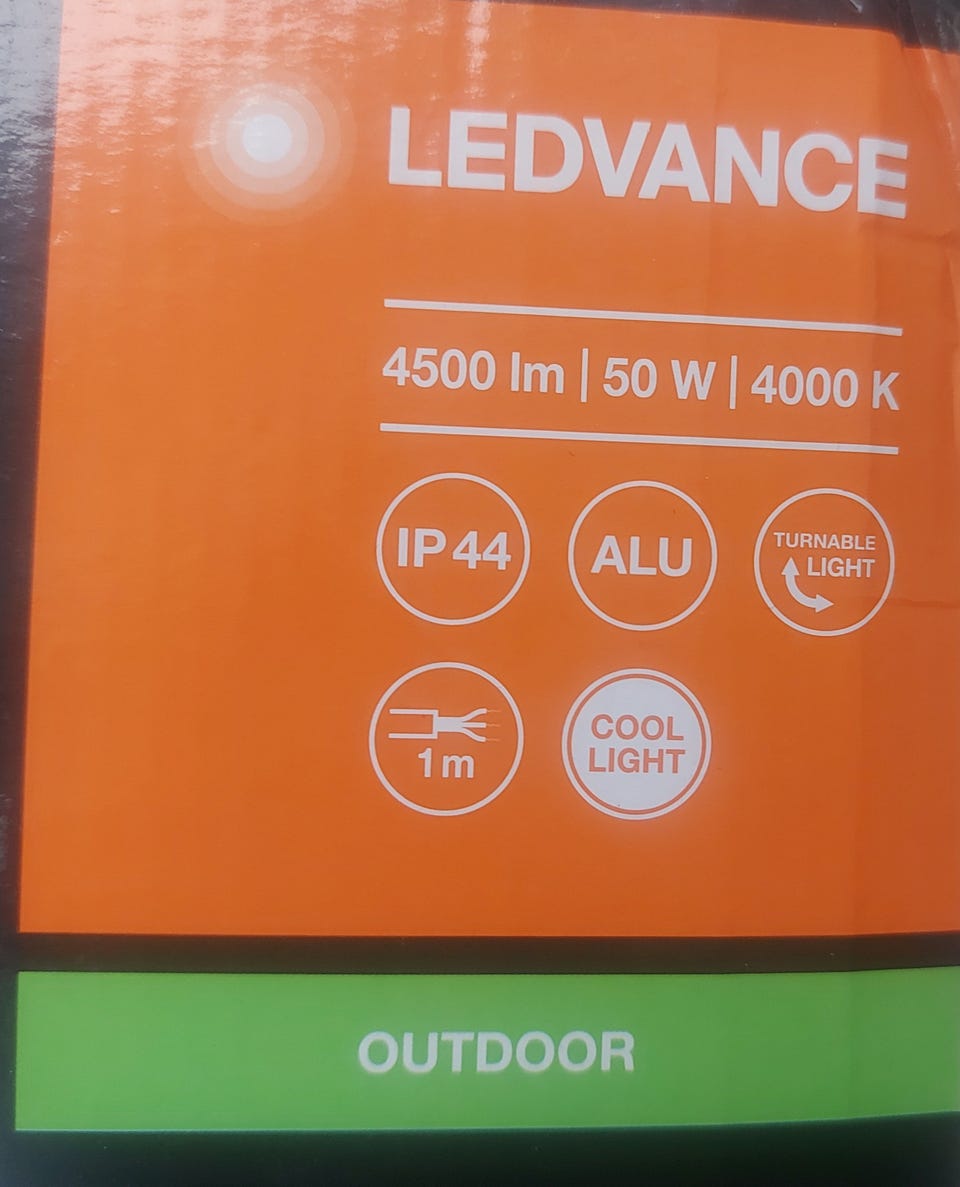 LEDVANCE
4500 lm | 50 W | 4000 K
IP44
ALU
TURNABLE
LIGHT
1m
COOL
LIGHT
OUTDOOR